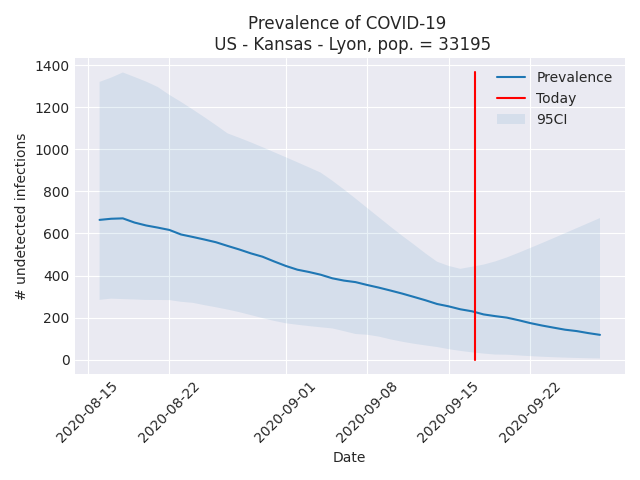 Prevalence of COVID-19
US - Kansas - Lyon, pop. = 33195
1400
1200
1000
800
600
400
200
0
# undetected infections
Prevalence
Today
95CI
2020-08-15
2020-08-22
2020-09-01
2020-09-08
2020-09-15
2020-09-22
Date